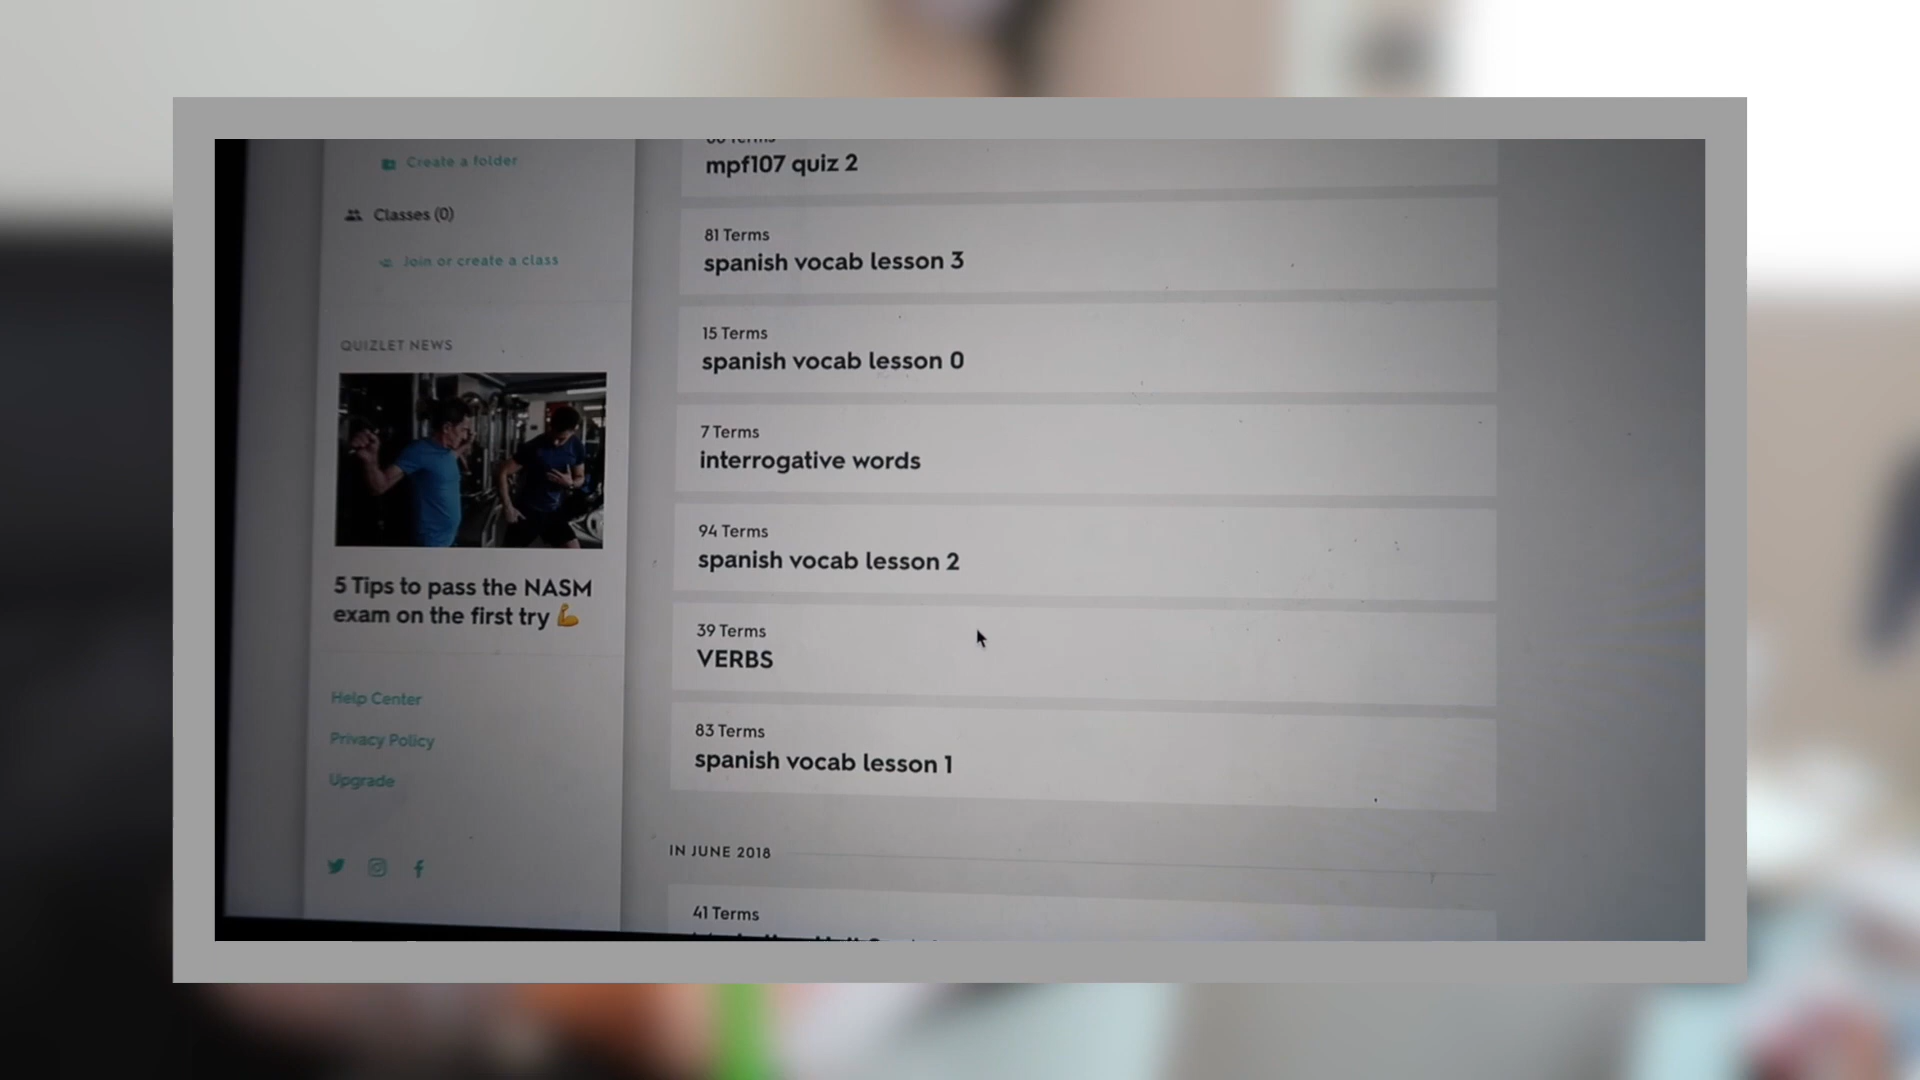 Create a folder
Classes (0)
Join or create a class
QUIZLET NEWS
5 Tips to pass the NASM
exam on the first try 💪
Help Center
Privacy Policy
Upgrade
Terms
mpf107 quiz 2
81 Terms
spanish vocab lesson 3
15 Terms
spanish vocab lesson 0
7 Terms
interrogative words
94 Terms
spanish vocab lesson 2
39 Terms
VERBS
83 Terms
spanish vocab lesson 1
IN JUNE 2018
41 Terms